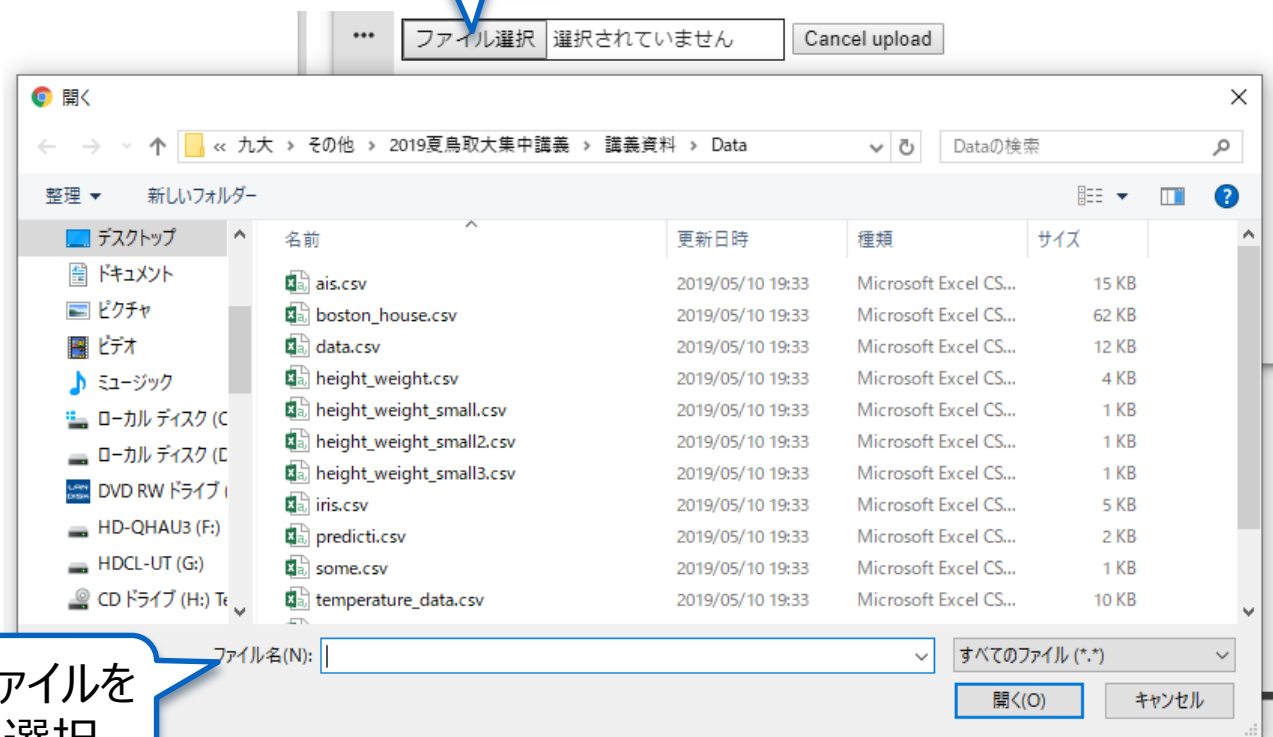 ファイル選択 選択されていません Cancel upload
開く
« 九大 › その他 › 2019夏鳥取大集中講義 › 講義資料 › Data Dataの検索
整理 新しいフォルダー
デスクトップ
ドキュメント
ピクチャ
ビデオ
ミュージック
ローカル ディスク (C
ローカル ディスク (D
DVD RW ドライブ (
HD-QHAU3 (F:)
HDCL-UT (G:)
CD ドライブ (H:) Te
名前 更新日時 種類 サイズ
ais.csv 2019/05/10 19:33 Microsoft Excel CS... 15 KB
boston_house.csv 2019/05/10 19:33 Microsoft Excel CS... 62 KB
data.csv 2019/05/10 19:33 Microsoft Excel CS... 12 KB
height_weight.csv 2019/05/10 19:33 Microsoft Excel CS... 4 KB
height_weight_small.csv 2019/05/10 19:33 Microsoft Excel CS... 1 KB
height_weight_small2.csv 2019/05/10 19:33 Microsoft Excel CS... 1 KB
height_weight_small3.csv 2019/05/10 19:33 Microsoft Excel CS... 1 KB
iris.csv 2019/05/10 19:33 Microsoft Excel CS... 5 KB
predicti.csv 2019/05/10 19:33 Microsoft Excel CS... 2 KB
some.csv 2019/05/10 19:33 Microsoft Excel CS... 1 KB
temperature_data.csv 2019/05/10 19:33 Microsoft Excel CS... 10 KB
ファイル名(N): すべてのファイル (*.*)
開く(O) キャンセル
ァイルを
選択